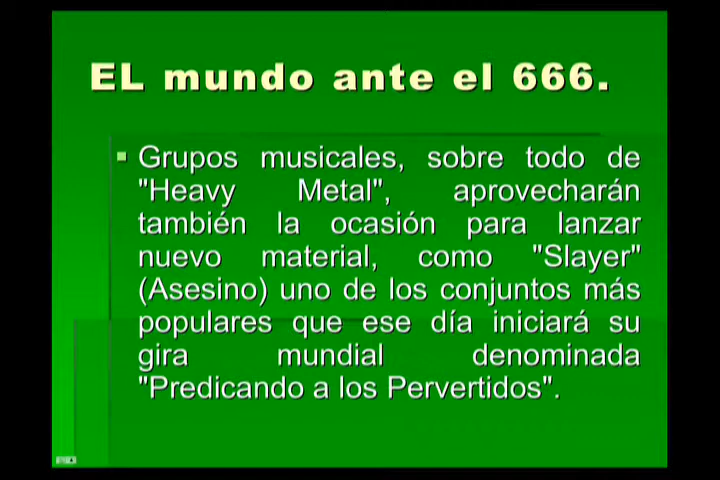 EL mundo ante el 666.
Grupos musicales, sobre todo de
"Heavy Metal", aprovecharán
también la ocasión para lanzar
nuevo material, como "Slayer"
(Asesino) uno de los conjuntos más
populares que ese día iniciará su
gira mundial denominada
"Predicando a los Pervertidos".